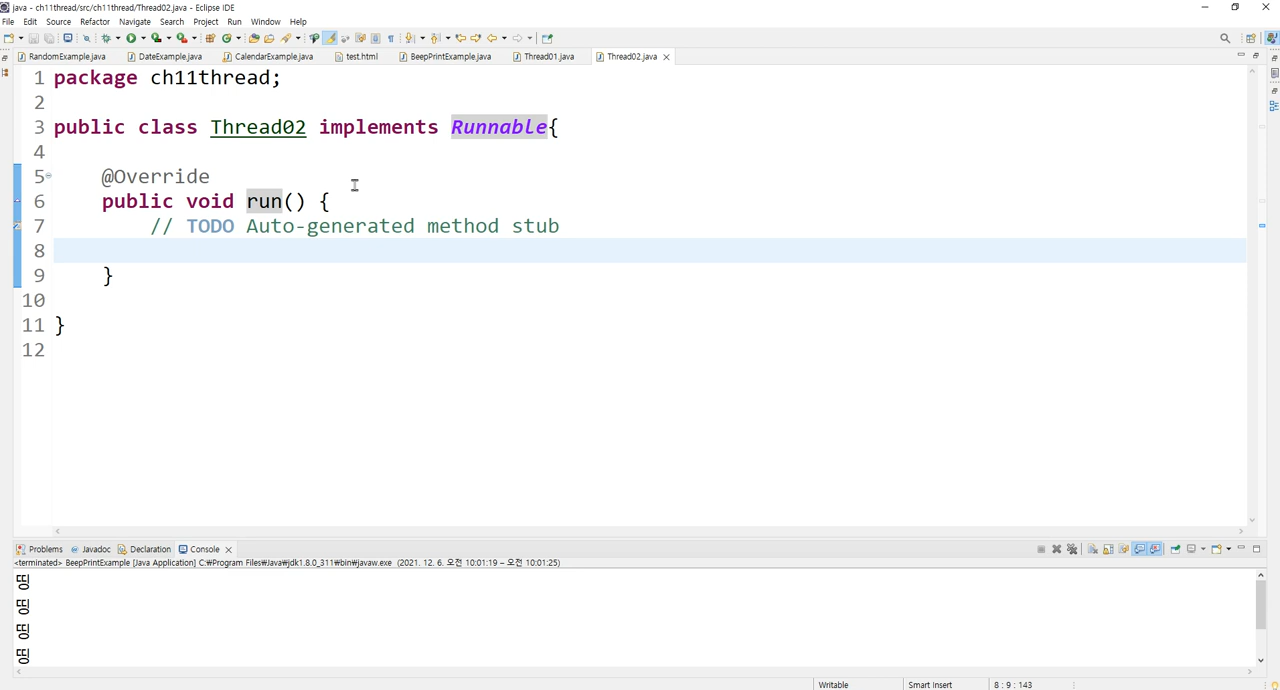 java - ch11thread/src/ch11thread/Thread02.java - Eclipse IDE
File Edit Source Refactor Navigate Search Project Run Window Help
RandomExample.java DateExample.java CalendarExample.java test.html BeepPrintExample.java Thread01.java Thread02.java
1 package ch11thread;
2
3 public class Thread02 implements Runnable{
4
5 @Override
6 public void run() {
7 // TODO Auto-generated method stub
8
9 }
10
11 }
12
Problems Javadoc Declaration Console
<terminated> BeepPrintExample [Java Application] C:₩Program Files₩Java₩jdk1.8.0_311₩bin₩javaw.exe (2021. 12. 6. 오전 10:01:19 – 오전 10:01:25)
띵
띵
띵
띵
Writable Smart Insert 8 : 9 : 143